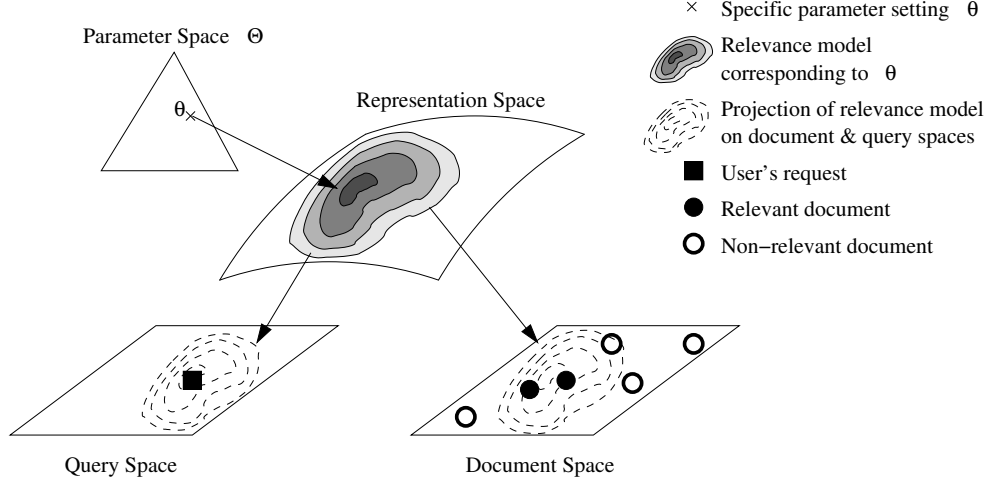 Parameter Space Θ
θ
Representation Space
Query Space
Document Space
Specific parameter setting θ
Relevance model
corresponding to θ
Projection of relevance model
on document & query spaces
User's request
Relevant document
Non−relevant document